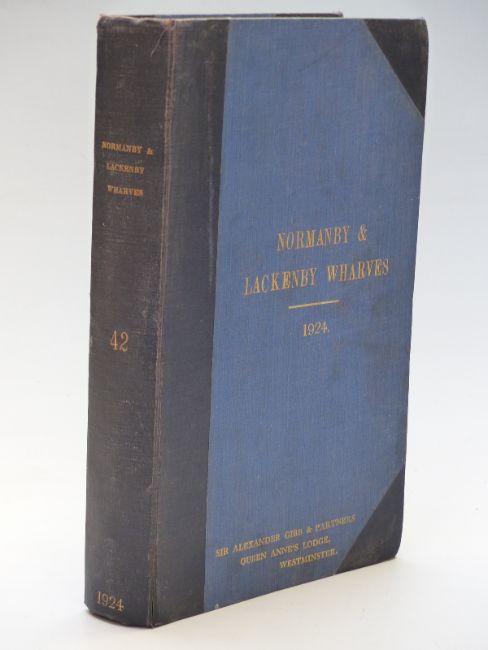 NORMANBY &
LACKENBY
WHARVES
42
1924
NORMANBY &
LACKENBY WHARVES
1924.
SIR ALEXANDER GIBB & PARTNERS
QUEEN ANNE'S LODGE,
WESTMINSTER.